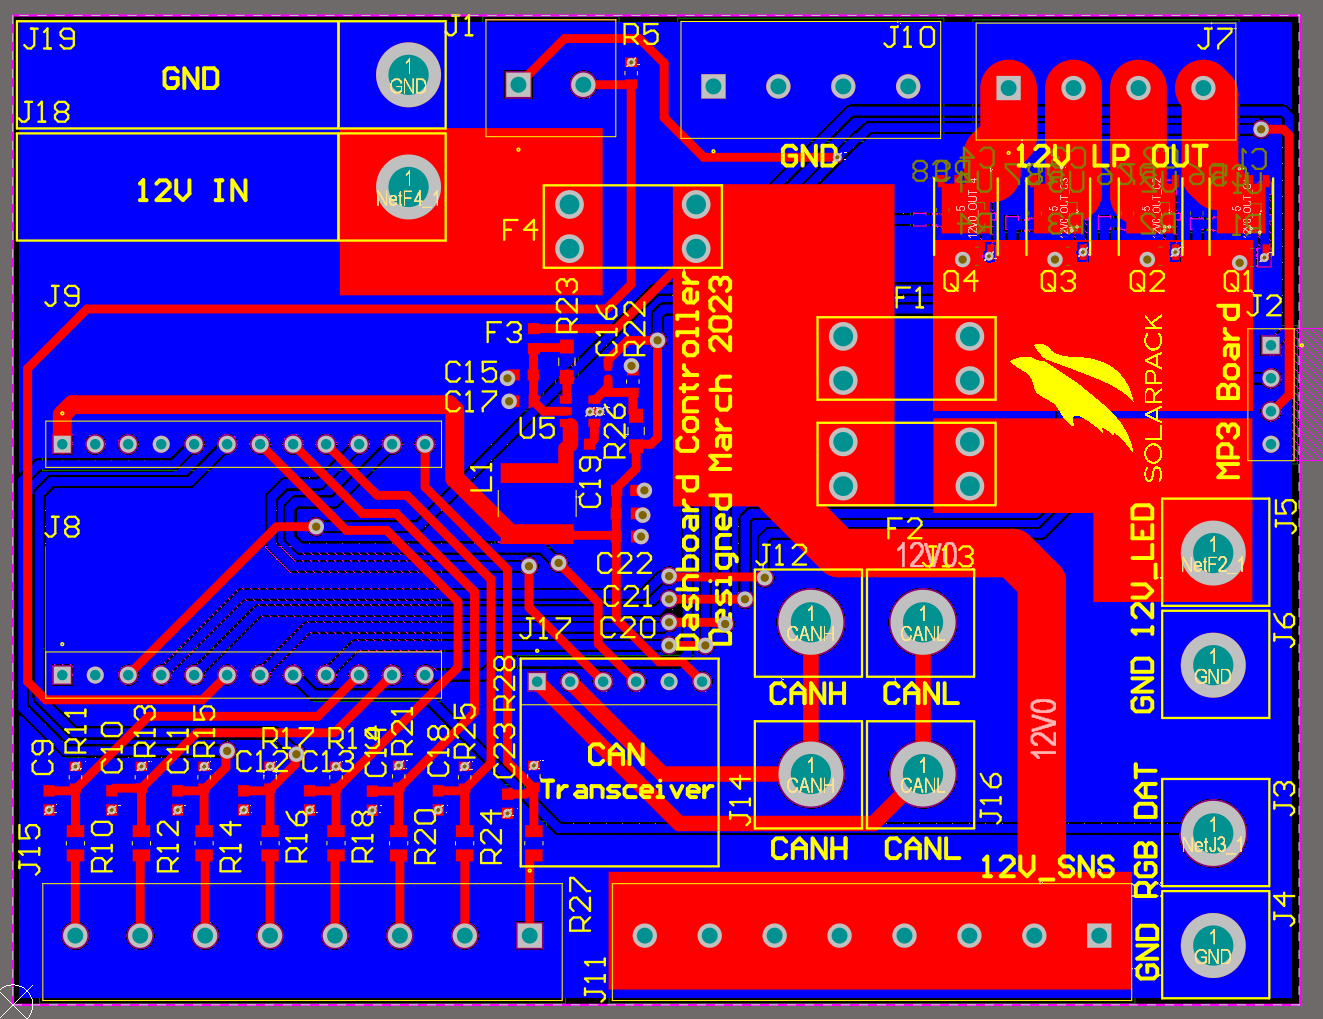 J19
J1
R5
J10
J7
GND
1
GND
J18
GND
12V LP OUT
12V IN
1
NetF4_1
F4
Q4
Q3
Q2
Q1
J9
R23
C16
R22
F1
J2
F3
C15
C17
U5
R26
Dashboard Controller
Designed March 2023
SOLARPACK
MP3 Board
L1
C19
J8
F2
J5
12V0
J12
J13
C22
C21
C20
GND 12V_LED
1
NetF2_1
J17
1
CANH
1
CANL
J6
R28
CANH
CANL
1
GND
C9
R11
C10
R13
C11
R15
R17
C12
R19
C13
C14
R21
C18
R25
C23
CAN
Transceiver
12V0
1
CANH
1
CANL
J14
J16
J3
RGB DAT
1
NetJ3_1
J15
R10
R12
R14
R16
R18
R20
R24
CANH
CANL
12V_SNS
R27
J4
GND
1
GND
J11